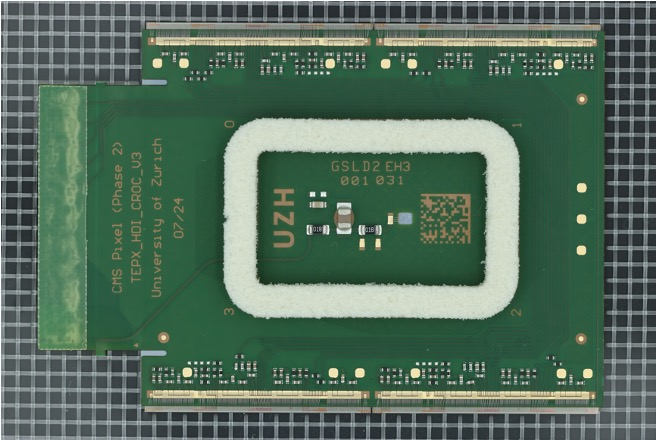 CMS Pixel (Phase 2)
TEPX_HDI_CROC_V3
University of Zurich
07/24
0
1
GSLD2 EH3
001 031
UZH
3
2